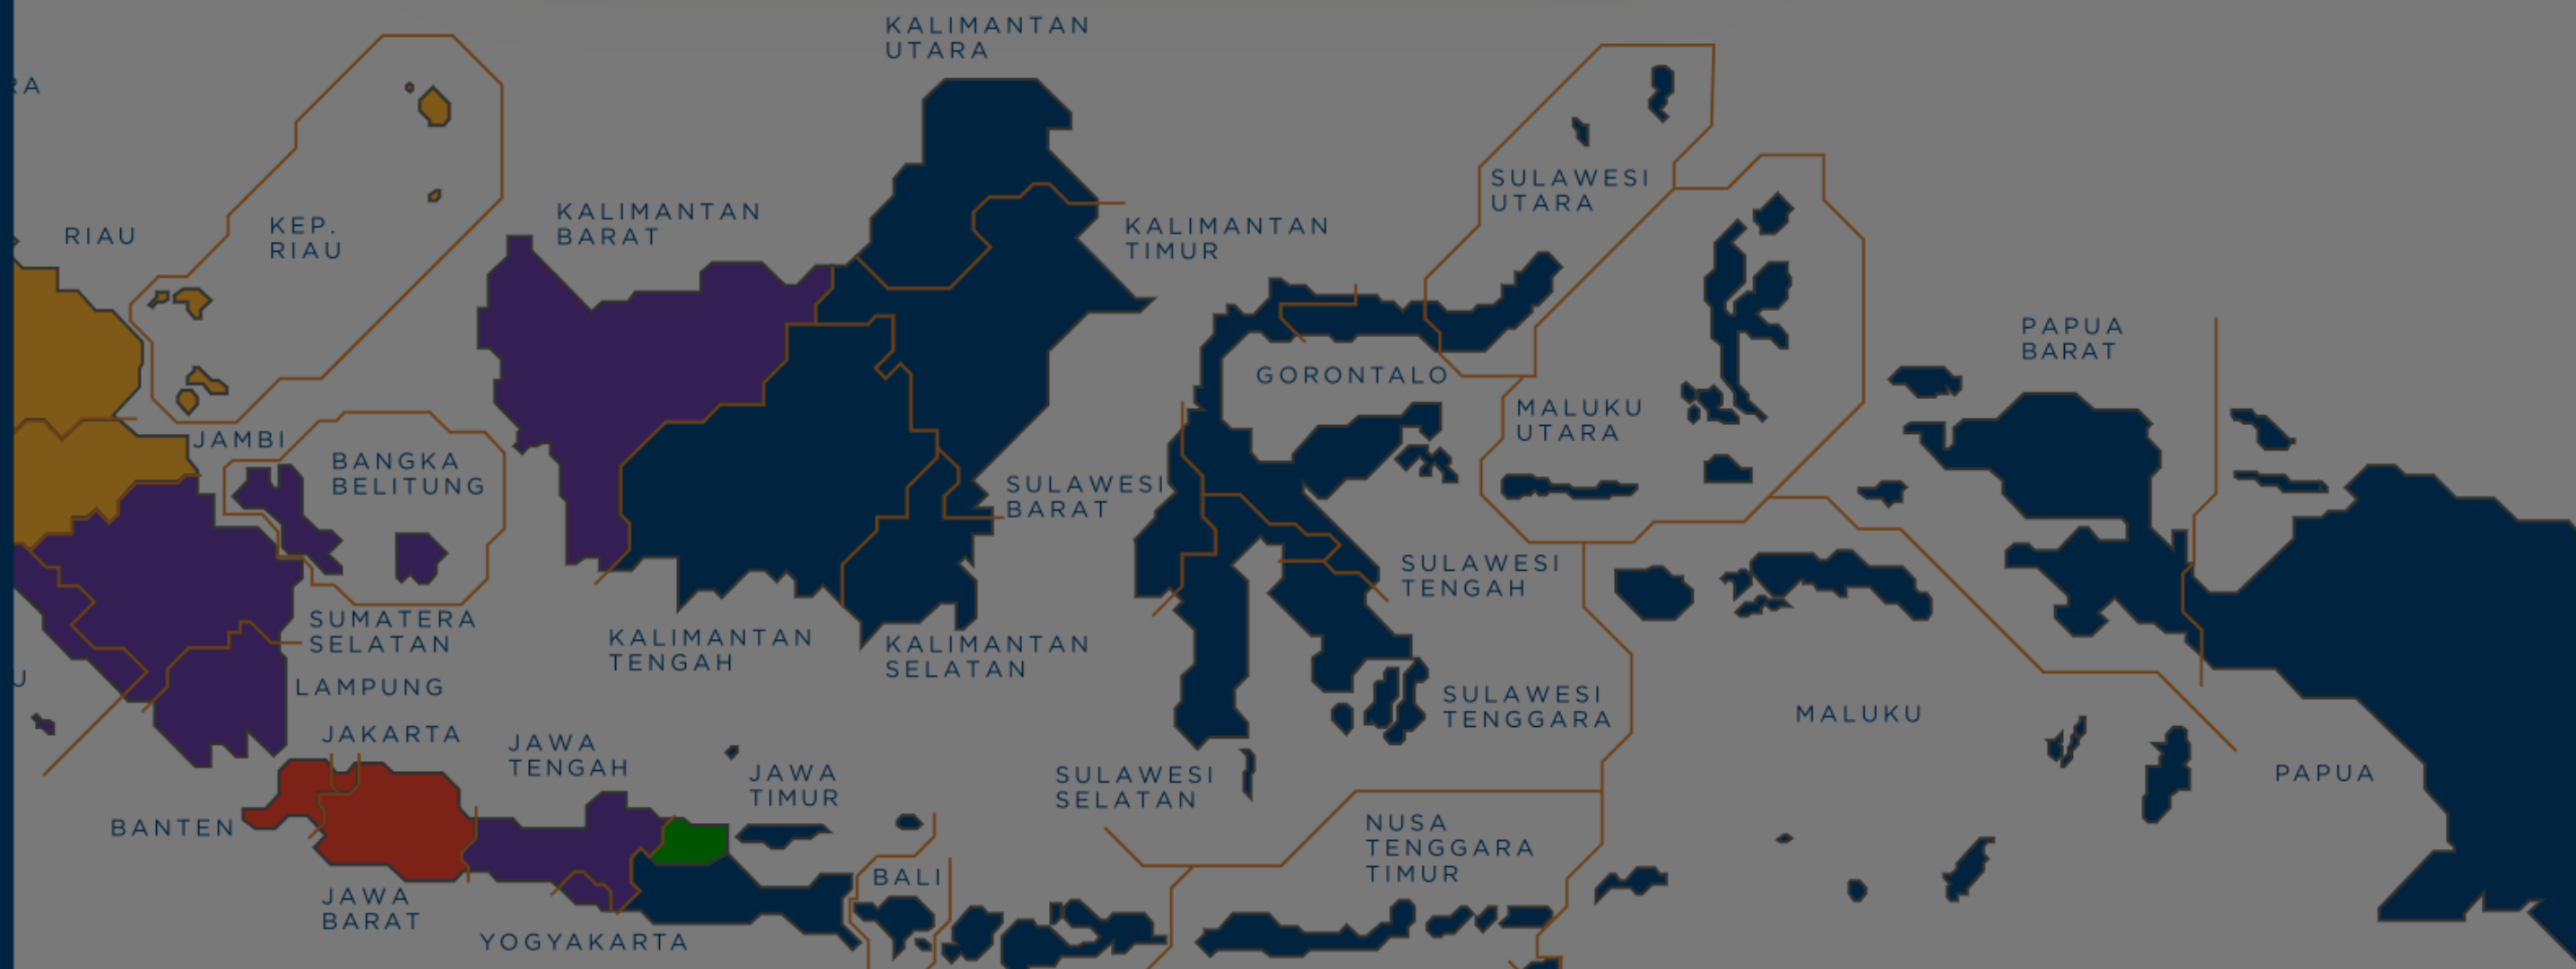 KALIMANTAN
UTARA
RA
SULAWESI
UTARA
KALIMANTAN
BARAT
KEP.
RIAU
RIAU
KALIMANTAN
TIMUR
PAPUA
BARAT
GORONTALO
MALUKU
UTARA
JAMBI
BANGKA
BELITUNG
SULAWESI
BARAT
SULAWESI
TENGAH
SUMATERA
SELATAN
KALIMANTAN
TENGAH
KALIMANTAN
SELATAN
U
LAMPUNG
SULAWESI
TENGGARA
MALUKU
JAKARTA
JAWA
TENGAH
JAWA
TIMUR
SULAWESI
SELATAN
PAPUA
BANTEN
NUSA
TENGGARA
TIMUR
BALI
JAWA
BARAT
YOGYAKARTA